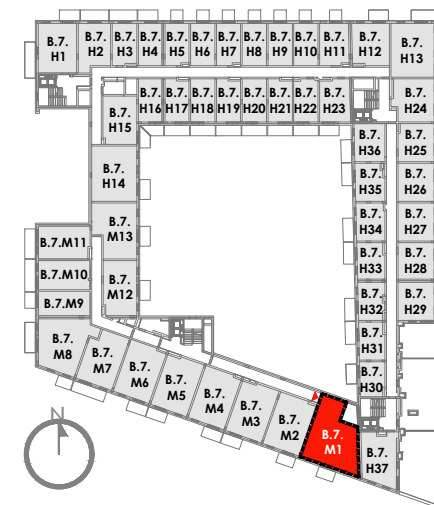 B.7.
H1
B.7.
H2
B.7.
H3
B.7.
H4
B.7.
H5
B.7.
H6
B.7.
H7
B.7.
H8
B.7.
H9
B.7.
H10
B.7.
H11
B.7.
H12
B.7.
H13
B.7.
H15
B.7.
H16
B.7.
H17
B.7.
H18
B.7.
H19
B.7.
H20
B.7.
H21
B.7.
H22
B.7.
H23
B.7.
H24
B.7.
H36
B.7.
H25
B.7.
H14
B.7.
H35
B.7.
H26
B.7.
M13
B.7.
H34
B.7.
H27
B.7.M11
B.7.
H33
B.7.
H28
B.7.M10
B.7.
M12
B.7.
H32
B.7.
H29
B.7.M9
B.7.
H31
B.7.
M8
B.7.
M7
B.7.
M6
B.7.
M5
B.7.
M4
B.7.
M3
B.7.
M2
B.7.
M1
B.7.
H30
B.7.
H37
N